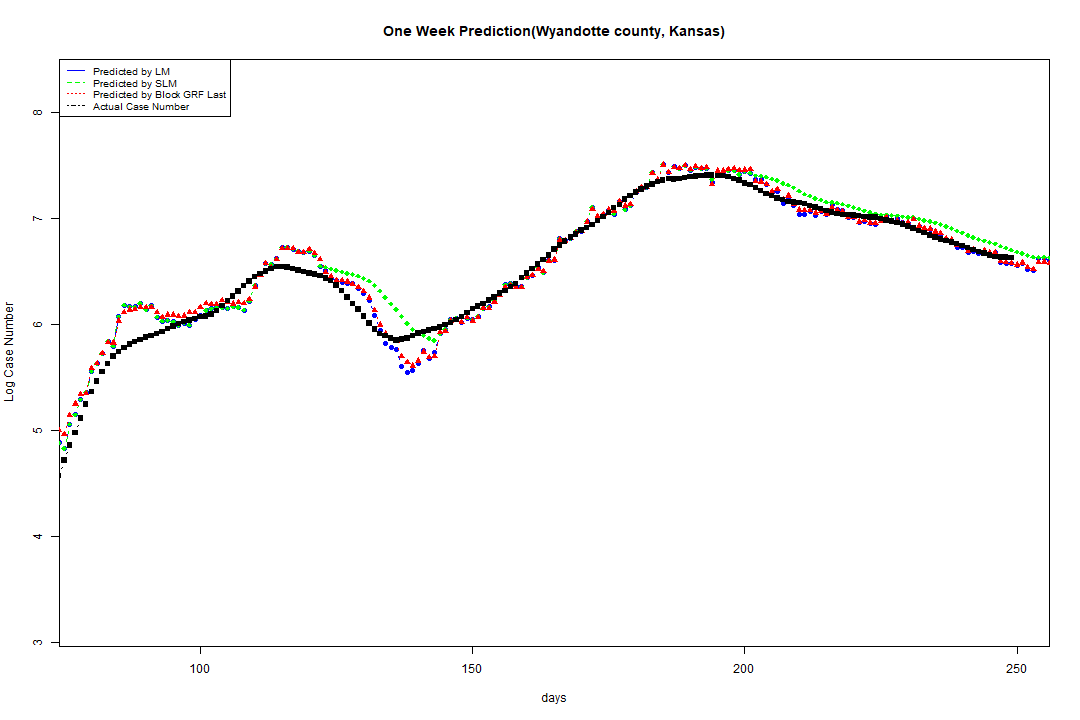 One Week Prediction(Wyandotte county, Kansas)
Predicted by LM
Predicted by SLM
Predicted by Block GRF Last
Actual Case Number
8
7
6
5
4
3
Log Case Number
100 150 200 250
days